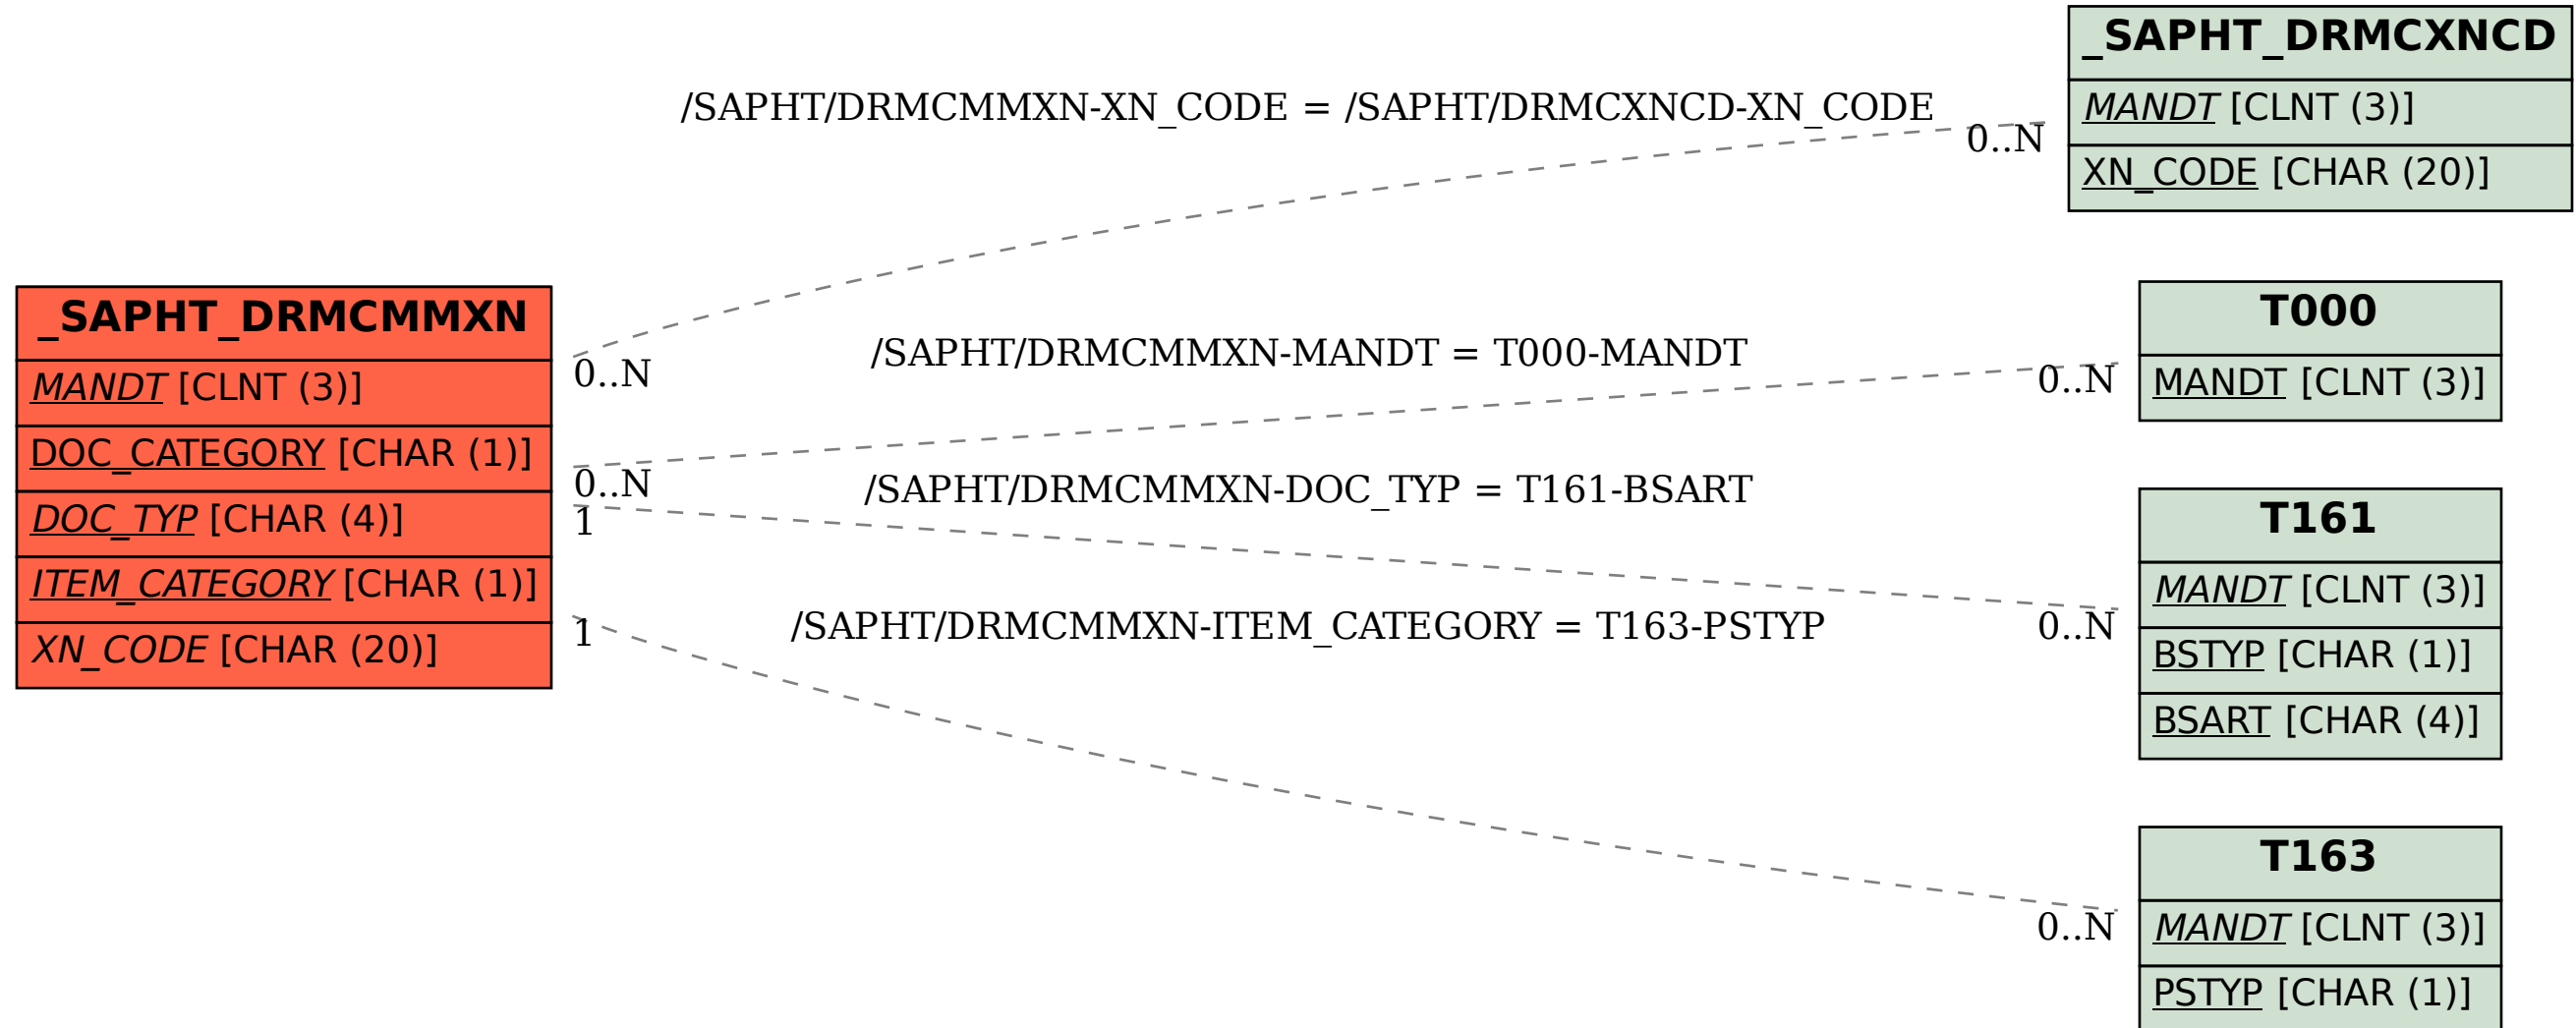 _SAPHT_DRMCXNCD
MANDT [CLNT (3)]
XN_CODE [CHAR (20)]
/SAPHT/DRMCMMXN-XN_CODE = /SAPHT/DRMCXNCD-XN_CODE
0..N
0..N
_SAPHT_DRMCMMXN
MANDT [CLNT (3)]
DOC_CATEGORY [CHAR (1)]
DOC_TYP [CHAR (4)]
ITEM_CATEGORY [CHAR (1)]
XN_CODE [CHAR (20)]
/SAPHT/DRMCMMXN-MANDT = T000-MANDT
0..N
0..N
T000
MANDT [CLNT (3)]
/SAPHT/DRMCMMXN-DOC_TYP = T161-BSART
1
0..N
T161
MANDT [CLNT (3)]
BSTYP [CHAR (1)]
BSART [CHAR (4)]
/SAPHT/DRMCMMXN-ITEM_CATEGORY = T163-PSTYP
1
0..N
T163
MANDT [CLNT (3)]
PSTYP [CHAR (1)]